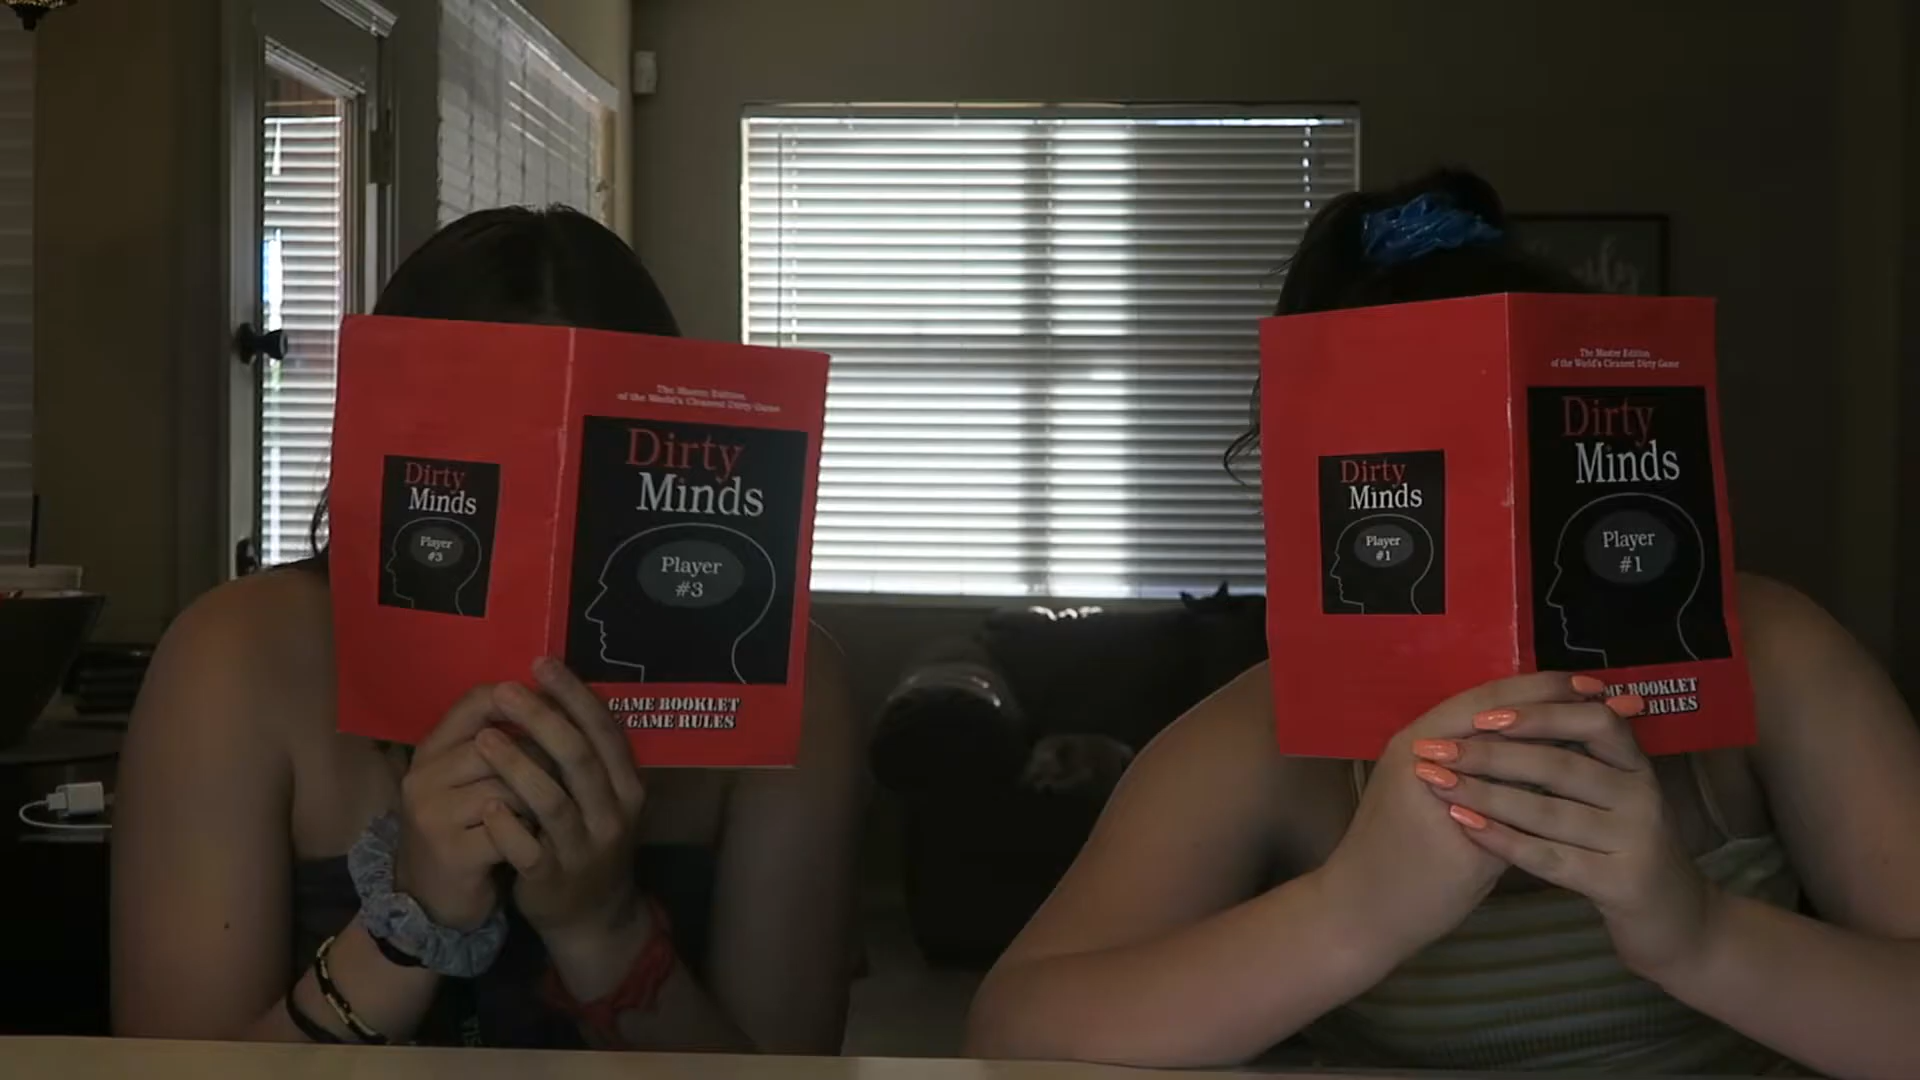 Dirty
Minds
Player
#3
The Master Edition
of the World's Cleanest Dirty Game
Dirty
Minds
Player
#3
GAME BOOKLET
& GAME RULES
Dirty
Minds
Player
#1
The Master Edition
of the World's Cleanest Dirty Game
Dirty
Minds
Player
#1
ME BOOKLET
RULES